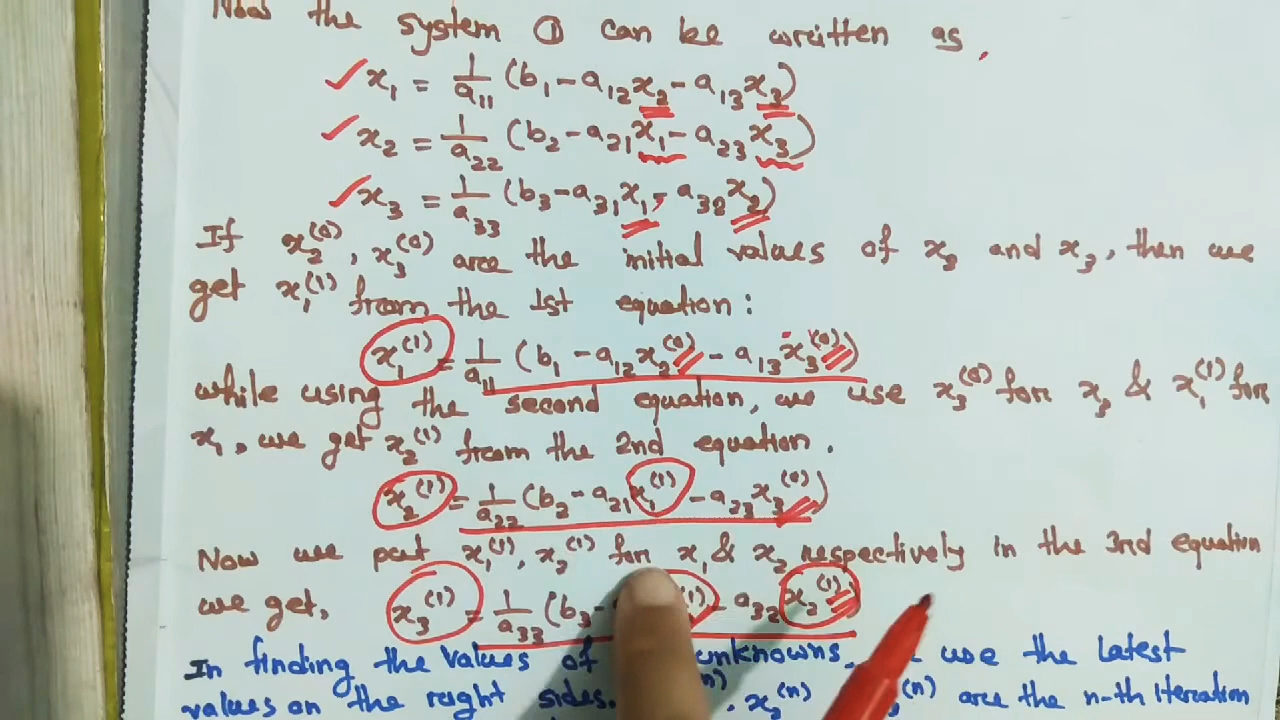 Now the system ① can be written as,
x₁ = 1/a₁₁ (b₁ - a₁₂x₂ - a₁₃x₃)
x₂ = 1/a₂₂ (b₂ - a₂₁x₁ - a₂₃x₃)
x₃ = 1/a₃₃ (b₃ - a₃₁x₁ - a₃₂x₂)
If x₂⁽⁰⁾, x₃⁽⁰⁾ are the initial values of x₂ and x₃, then we
get x₁⁽¹⁾ from the 1st equation:
x₁⁽¹⁾ = 1/a₁₁ (b₁ - a₁₂x₂⁽⁰⁾ - a₁₃x₃⁽⁰⁾)
while using the second equation, we use x₃⁽⁰⁾ for x₃ & x₁⁽¹⁾ for
x₁, we get x₂⁽¹⁾ from the 2nd equation.
x₂⁽¹⁾ = 1/a₂₂ (b₂ - a₂₁x₁⁽¹⁾ - a₂₃x₃⁽⁰⁾)
Now we put x₁⁽¹⁾, x₂⁽¹⁾ for x₁ & x₂ respectively in the 3rd equation
we get, x₃⁽¹⁾ = 1/a₃₃ (b₃ - ⁽¹⁾ - a₃₂x₂⁽¹⁾
In finding the values of unknowns, use the latest
values on the right sides. ⁽ⁿ⁾, x₂⁽ⁿ⁾, ⁽ⁿ⁾ are the n-th iteration